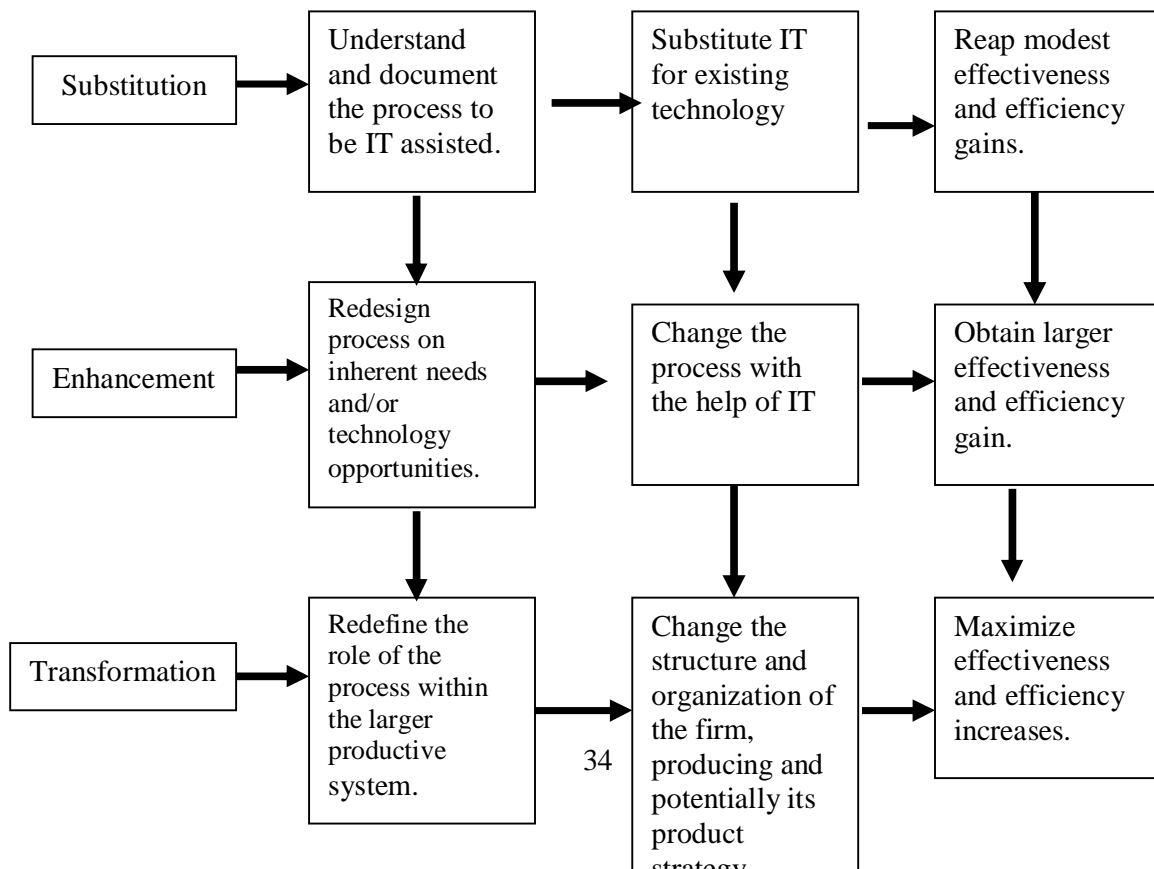 Substitution
Understand
and document
the process to
be IT assisted.
Substitute IT
for existing
technology
Reap modest
effectiveness
and efficiency
gains.
Enhancement
Redesign
process on
inherent needs
and/or
technology
opportunities.
Change the
process with
the help of IT
Obtain larger
effectiveness
and efficiency
gain.
Transformation
Redefine the
role of the
process within
the larger
productive
system.
34
Change the
structure and
organization of
the firm,
producing and
potentially its
product
strategy
Maximize
effectiveness
and efficiency
increases.